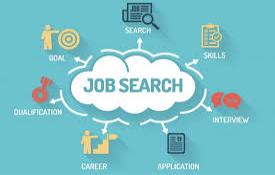 SEARCH
GOAL
SKILLS
JOB SEARCH
QUALIFICATION
INTERVIEW
CAREER
APPLICATION